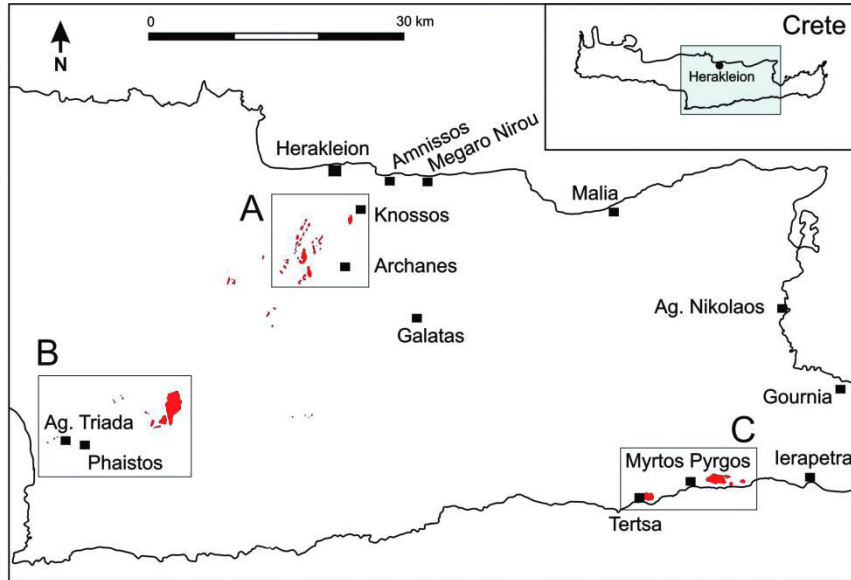 0
30 km
N
Crete
Herakleion
Herakleion
Amnissos
Megaro Nirou
Malia
A
Knossos
Archanes
Galatas
Ag. Nikolaos
B
Ag. Triada
Phaistos
Gournia
C
Myrtos Pyrgos
Ierapetra
Tertsa